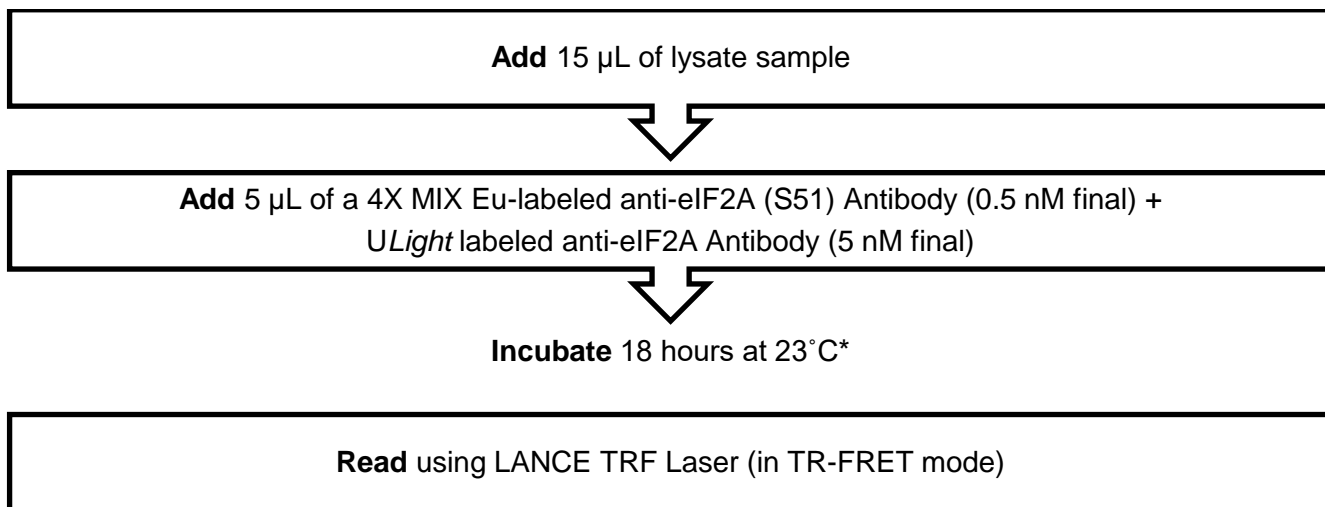 Add 15 µL of lysate sample
Add 5 µL of a 4X MIX Eu-labeled anti-eIF2A (S51) Antibody (0.5 nM final) +
ULight labeled anti-eIF2A Antibody (5 nM final)
Incubate 18 hours at 23˚C*
Read using LANCE TRF Laser (in TR-FRET mode)